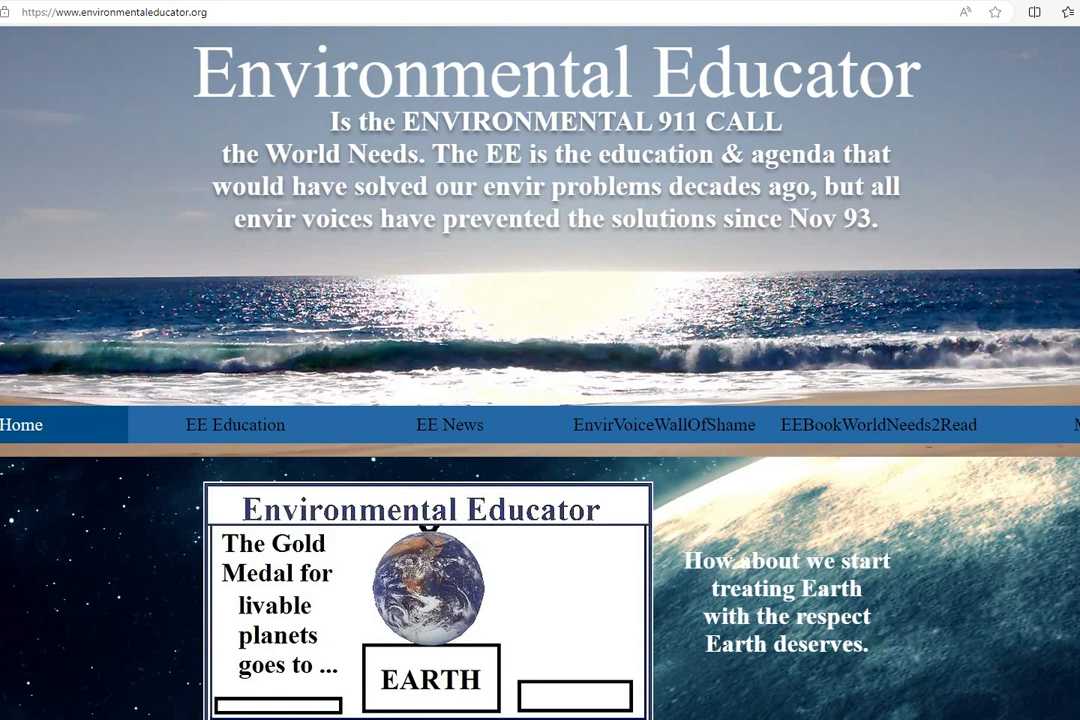 https://www.environmentaleducator.org
Environmental Educator
Is the ENVIRONMENTAL 911 CALL
the World Needs. The EE is the education & agenda that
would have solved our envir problems decades ago, but all
envir voices have prevented the solutions since Nov 93.
Home EE Education EE News EnvirVoiceWallOfShame EEBookWorldNeeds2Read
Environmental Educator
The Gold
Medal for
livable
planets
goes to ...
EARTH
How about we start
treating Earth
with the respect
Earth deserves.